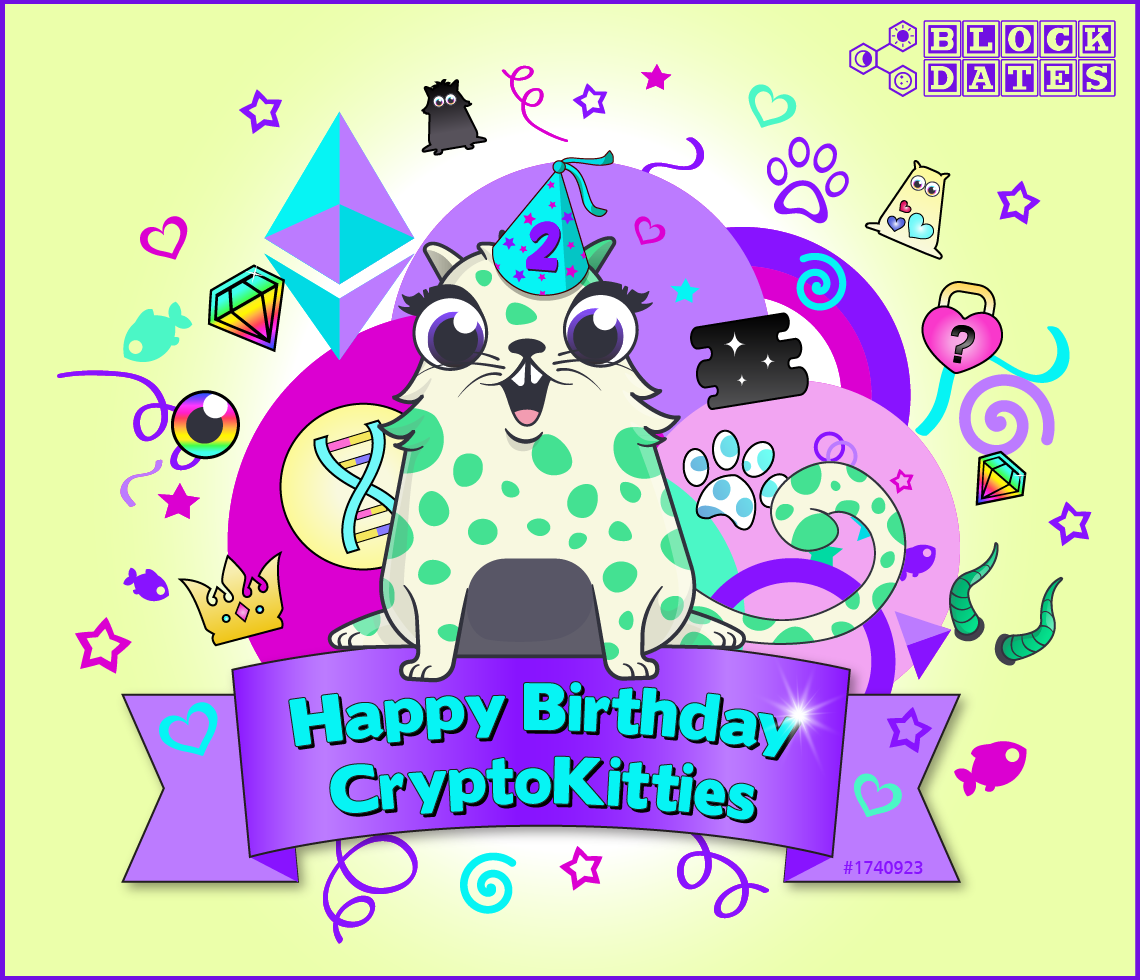 BLOCK
DATES
2
?
Happy Birthday
CryptoKitties
#1740923